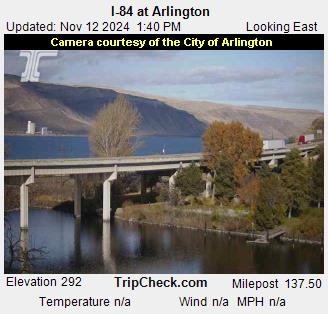 I-84 at Arlington
Updated: Nov 12 2024 1:40 PM Looking East
Camera courtesy of the City of Arlington
Elevation 292 TripCheck.com Milepost 137.50
Temperature n/a Wind n/a MPH n/a